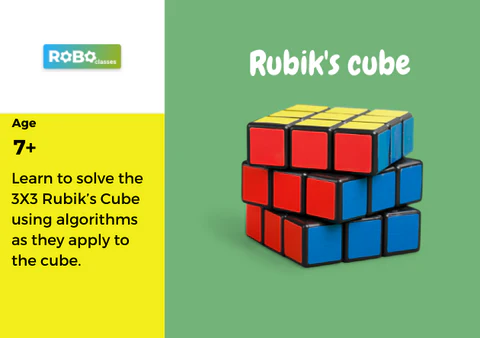 ROBO
classes
Rubik's cube
Age
7+
Learn to solve the
3X3 Rubik’s Cube
using algorithms
as they apply to
the cube.